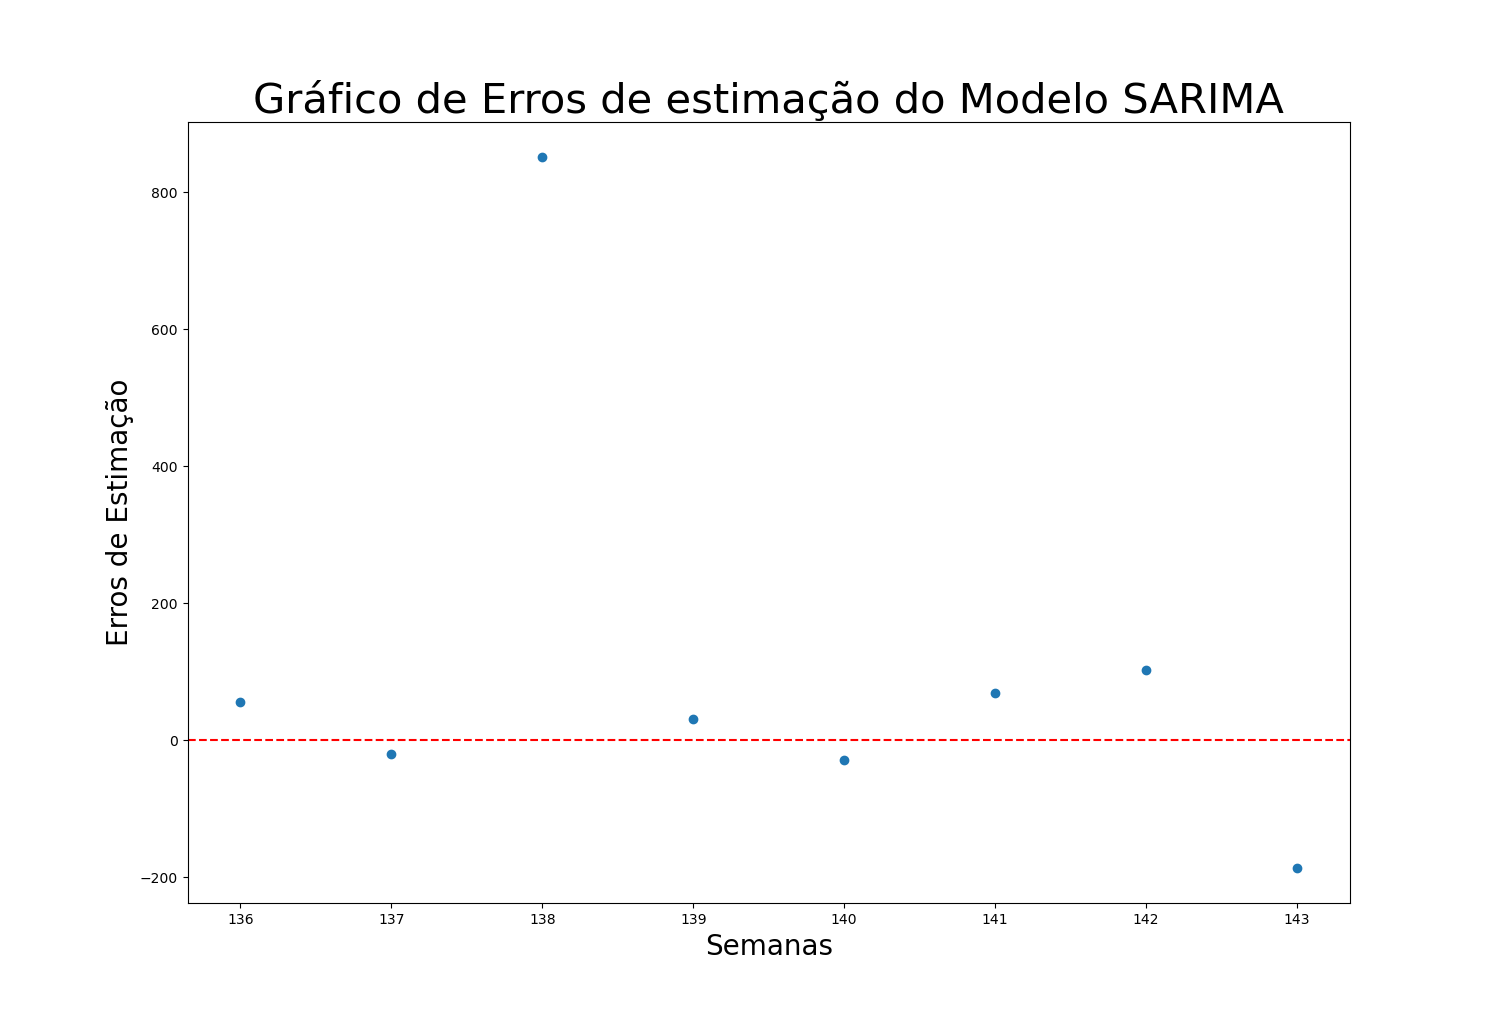 Gráfico de Erros de estimação do Modelo SARIMA
Erros de Estimação
800
600
400
200
0
−200
136 137 138 139 140 141 142 143
Semanas